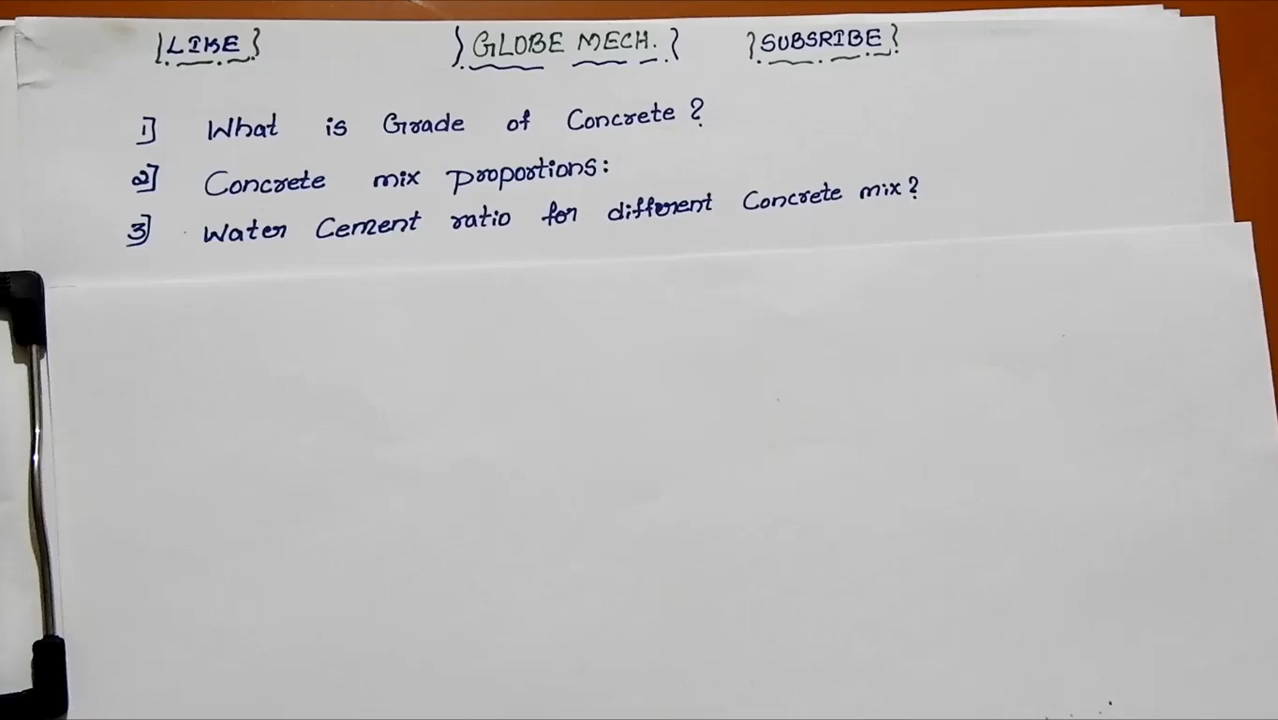 LIKE GLOBE MECH. SUBSRIBE
1] What is Grade of Concrete?
2] Concrete mix proportions:
3] Water Cement ratio for different Concrete mix?